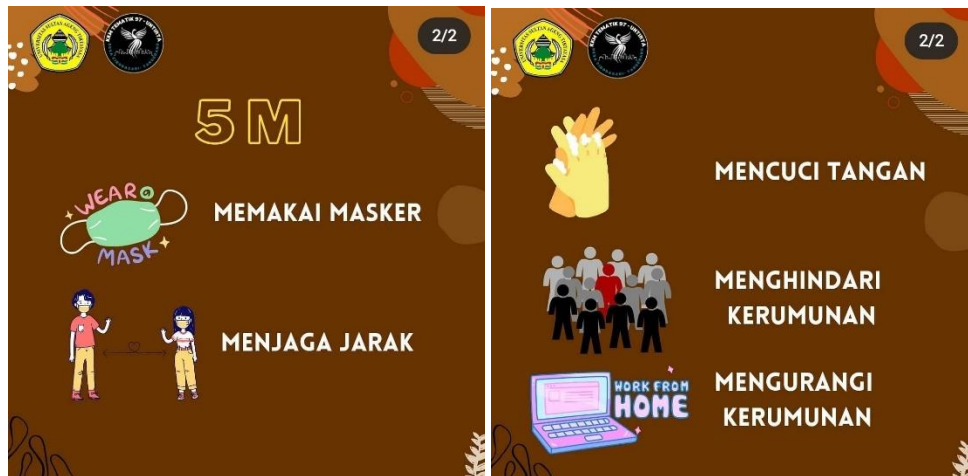 2/2
5 M
WEAR a
MASK
MEMAKAI MASKER
MENJAGA JARAK
2/2
MENCUCI TANGAN
MENGHINDARI
KERUMUNAN
WORK FROM
HOME
MENGURANGI
KERUMUNAN